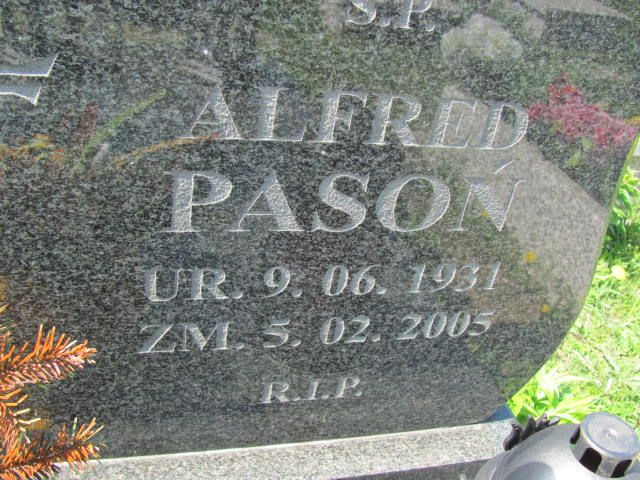 Ś.P.
ALFRED
PASOŃ
UR. 9. 06. 1931
ZM. 5. 02. 2005
R.I.P.